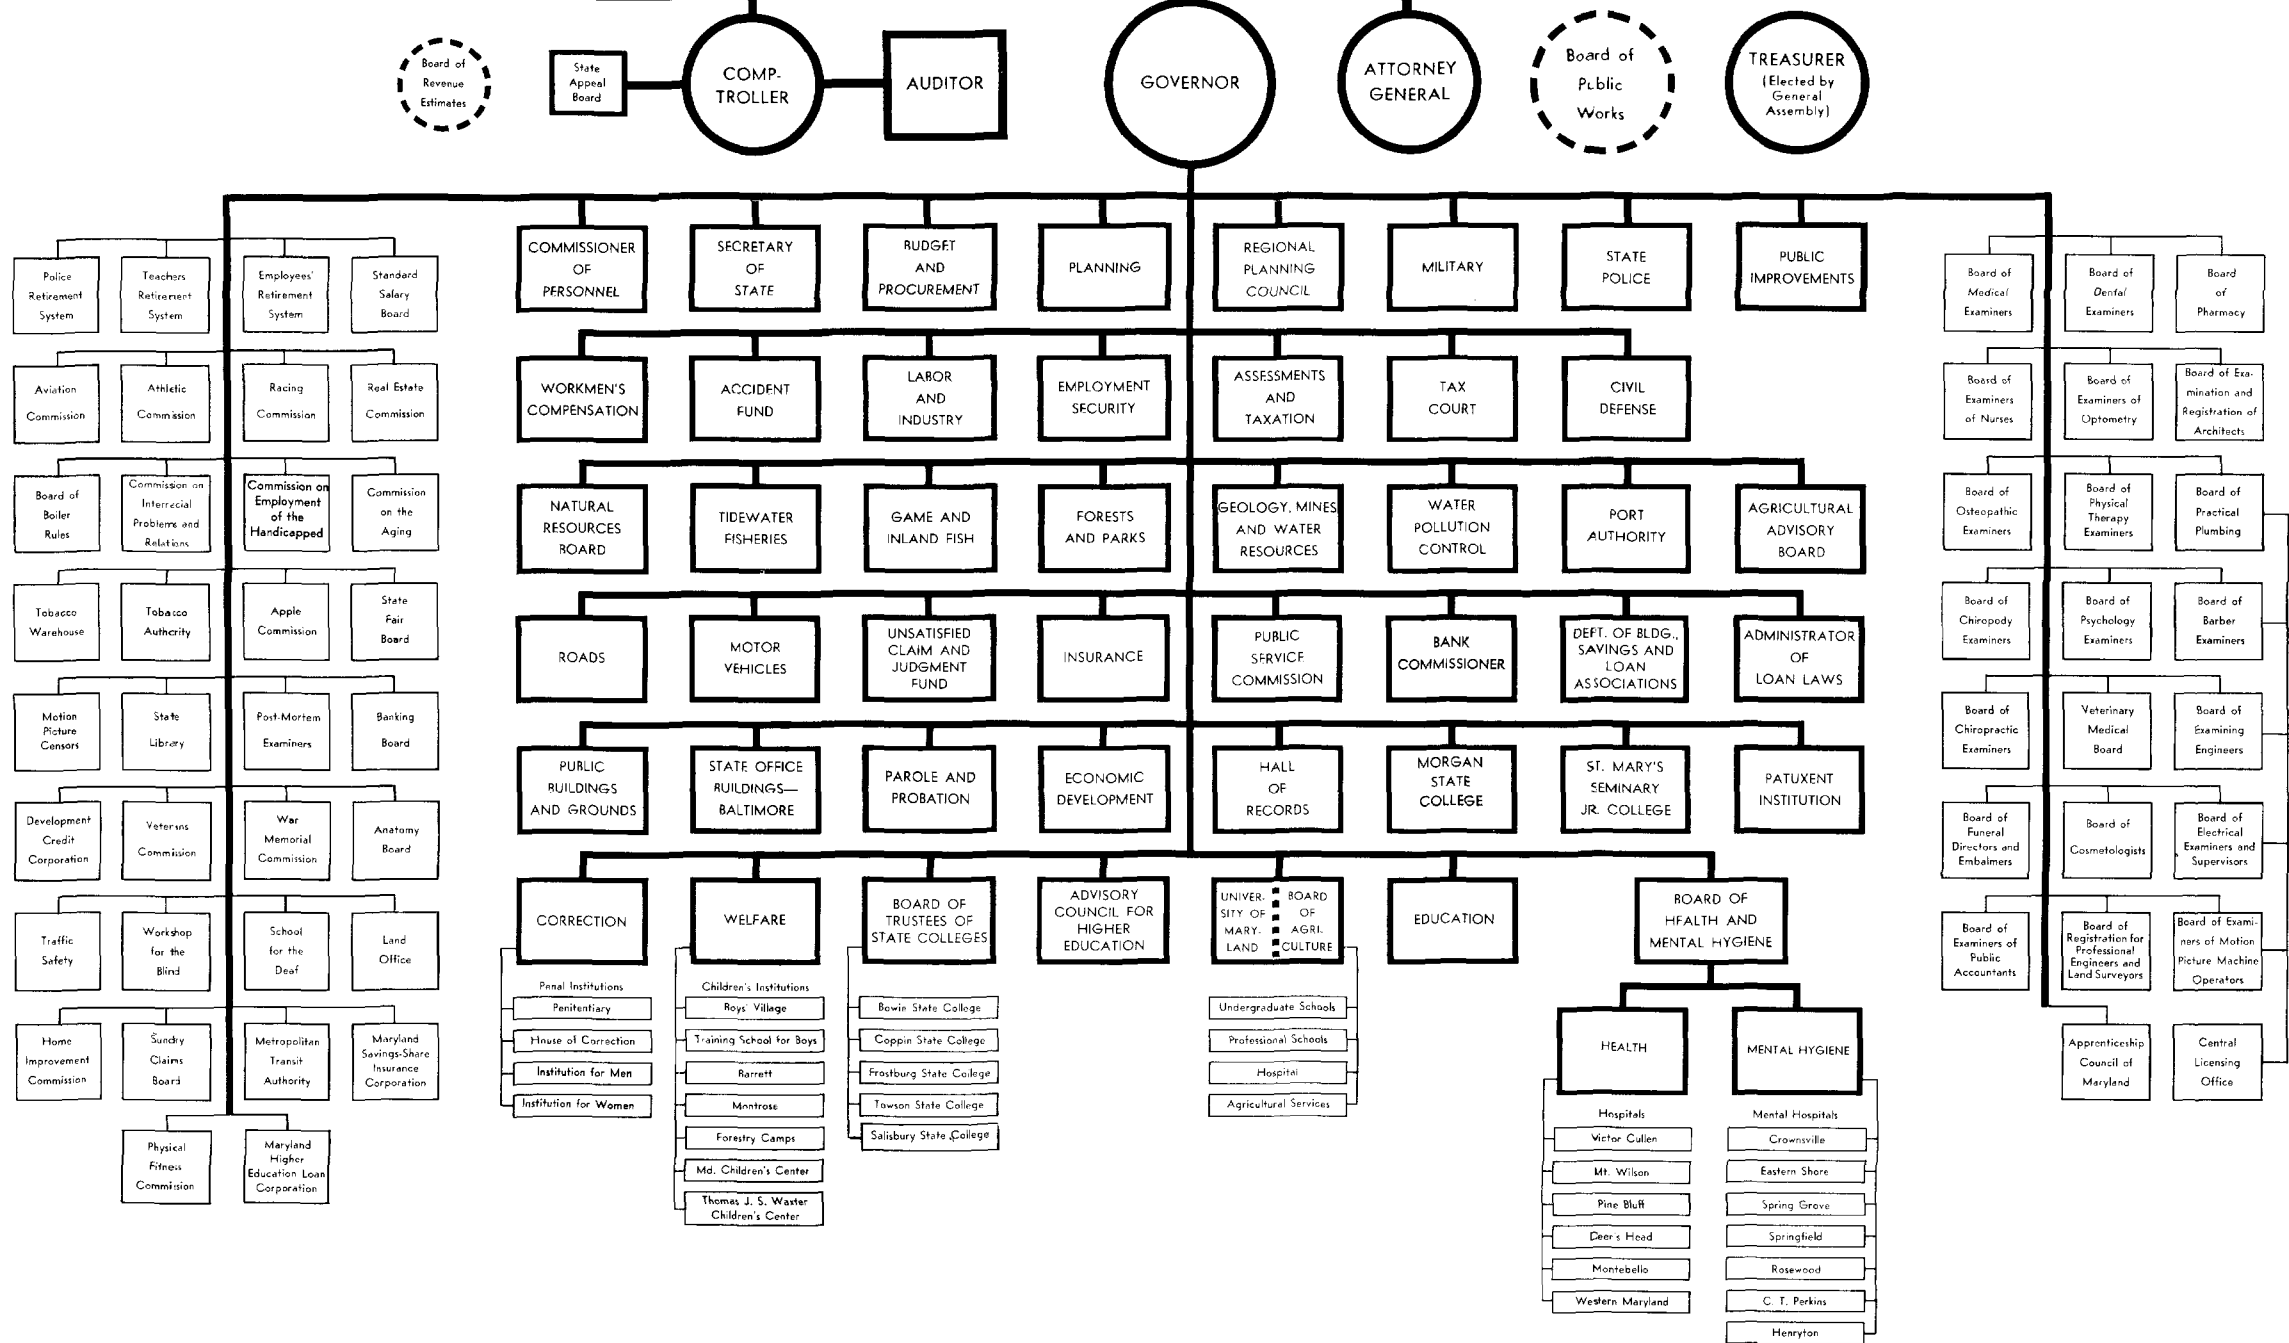 Board of
Revenue
Estimates
State
Appeal
Board
COMP-
TROLLER
AUDITOR
GOVERNOR
ATTORNEY
GENERAL
Board of
Public
Works
TREASURER
(Elected by
General
Assembly)
COMMISSIONER
OF
PERSONNEL
SECRETARY
OF
STATE
BUDGET
AND
PROCUREMENT
PLANNING
REGIONAL
PLANNING
COUNCIL
MILITARY
STATE
POLICE
PUBLIC
IMPROVEMENTS
WORKMEN'S
COMPENSATION
ACCIDENT
FUND
LABOR
AND
INDUSTRY
EMPLOYMENT
SECURITY
ASSESSMENTS
AND
TAXATION
TAX
COURT
CIVIL
DEFENSE
NATURAL
RESOURCES
BOARD
TIDEWATER
FISHERIES
GAME AND
INLAND FISH
FORESTS
AND PARKS
GEOLOGY, MINES
AND WATER
RESOURCES
WATER
POLLUTION
CONTROL
PORT
AUTHORITY
AGRICULTURAL
ADVISORY
BOARD
ROADS
MOTOR
VEHICLES
UNSATISFIED
CLAIM AND
JUDGMENT
FUND
INSURANCE
PUBLIC
SERVICE
COMMISSION
BANK
COMMISSIONER
DEPT. OF BLDG.,
SAVINGS AND
LOAN
ASSOCIATIONS
ADMINISTRATOR
OF
LOAN LAWS
PUBLIC
BUILDINGS
AND GROUNDS
STATE OFFICE
BUILDINGS—
BALTIMORE
PAROLE AND
PROBATION
ECONOMIC
DEVELOPMENT
HALL
OF
RECORDS
MORGAN
STATE
COLLEGE
ST. MARY'S
SEMINARY
JR. COLLEGE
PATUXENT
INSTITUTION
CORRECTION
WELFARE
BOARD OF
TRUSTEES OF
STATE COLLEGES
ADVISORY
COUNCIL FOR
HIGHER
EDUCATION
UNIVER-
SITY OF
MARY-
LAND
BOARD
OF
AGRI-
CULTURE
EDUCATION
BOARD OF
HEALTH AND
MENTAL HYGIENE
Penal Institutions
Penitentiary
House of Correction
Institution for Men
Institution for Women
Children's Institutions
Boys' Village
Training School for Boys
Barrett
Montrose
Forestry Camps
Md. Children's Center
Thomas J. S. Waxter
Children's Center
Bowie State College
Coppin State College
Frostburg State College
Towson State College
Salisbury State College
Undergraduate Schools
Professional Schools
Hospital
Agricultural Services
HEALTH
MENTAL HYGIENE
Hospitals
Victor Cullen
Mt. Wilson
Pine Bluff
Deer's Head
Montebello
Western Maryland
Mental Hospitals
Crownsville
Eastern Shore
Spring Grove
Springfield
Rosewood
C. T. Perkins
Henryton
Police
Retirement
System
Teachers
Retirement
System
Employees'
Retirement
System
Standard
Salary
Board
Aviation
Commission
Athletic
Commission
Racing
Commission
Real Estate
Commission
Board of
Boiler
Rules
Commission on
Interracial
Problems and
Relations
Commission on
Employment
of the
Handicapped
Commission
on the
Aging
Tobacco
Warehouse
Tobacco
Authority
Apple
Commission
State
Fair
Board
Motion
Picture
Censors
State
Library
Post-Mortem
Examiners
Banking
Board
Development
Credit
Corporation
Veterans
Commission
War
Memorial
Commission
Anatomy
Board
Traffic
Safety
Workshop
for the
Blind
School
for the
Deaf
Land
Office
Home
Improvement
Commission
Sundry
Claims
Board
Metropolitan
Transit
Authority
Maryland
Savings-Share
Insurance
Corporation
Physical
Fitness
Commission
Maryland
Higher
Education Loan
Corporation
Board of
Medical
Examiners
Board of
Dental
Examiners
Board
of
Pharmacy
Board of
Examiners
of Nurses
Board of
Examiners of
Optometry
Board of Exa-
mination and
Registration of
Architects
Board of
Osteopathic
Examiners
Board of
Physical
Therapy
Examiners
Board of
Practical
Plumbing
Board of
Chiropody
Examiners
Board of
Psychology
Examiners
Board of
Barber
Examiners
Board of
Chiropractic
Examiners
Veterinary
Medical
Board
Board of
Examining
Engineers
Board of
Funeral
Directors and
Embalmers
Board of
Cosmetologists
Board of
Electrical
Examiners and
Supervisors
Board of
Examiners of
Public
Accountants
Board of
Registration for
Professional
Engineers and
Land Surveyors
Board of Exami-
ners of Motion
Picture Machine
Operators
Apprenticeship
Council of
Maryland
Central
Licensing
Office